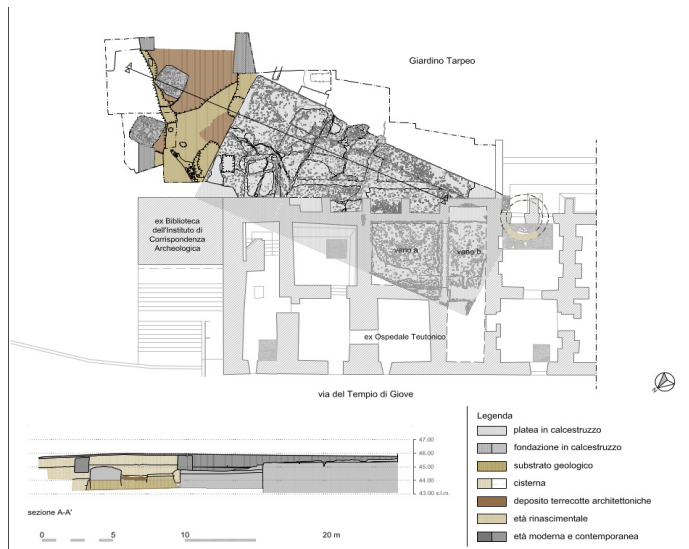 Giardino Tarpeo
A
A'
ex Biblioteca
dell'Instituto di
Corrispondenza
Archeologica
vano a
vano b
ex Ospedale Teutonico
via del Tempio di Giove
N
Legenda
platea in calcestruzzo
fondazione in calcestruzzo
substrato geologico
cisterna
deposito terrecotte architettoniche
età rinascimentale
età moderna e contemporanea
47.00
46.00
45.00
44.00
43.00 s.l.m.
sezione A-A'
0 5 10 20 m